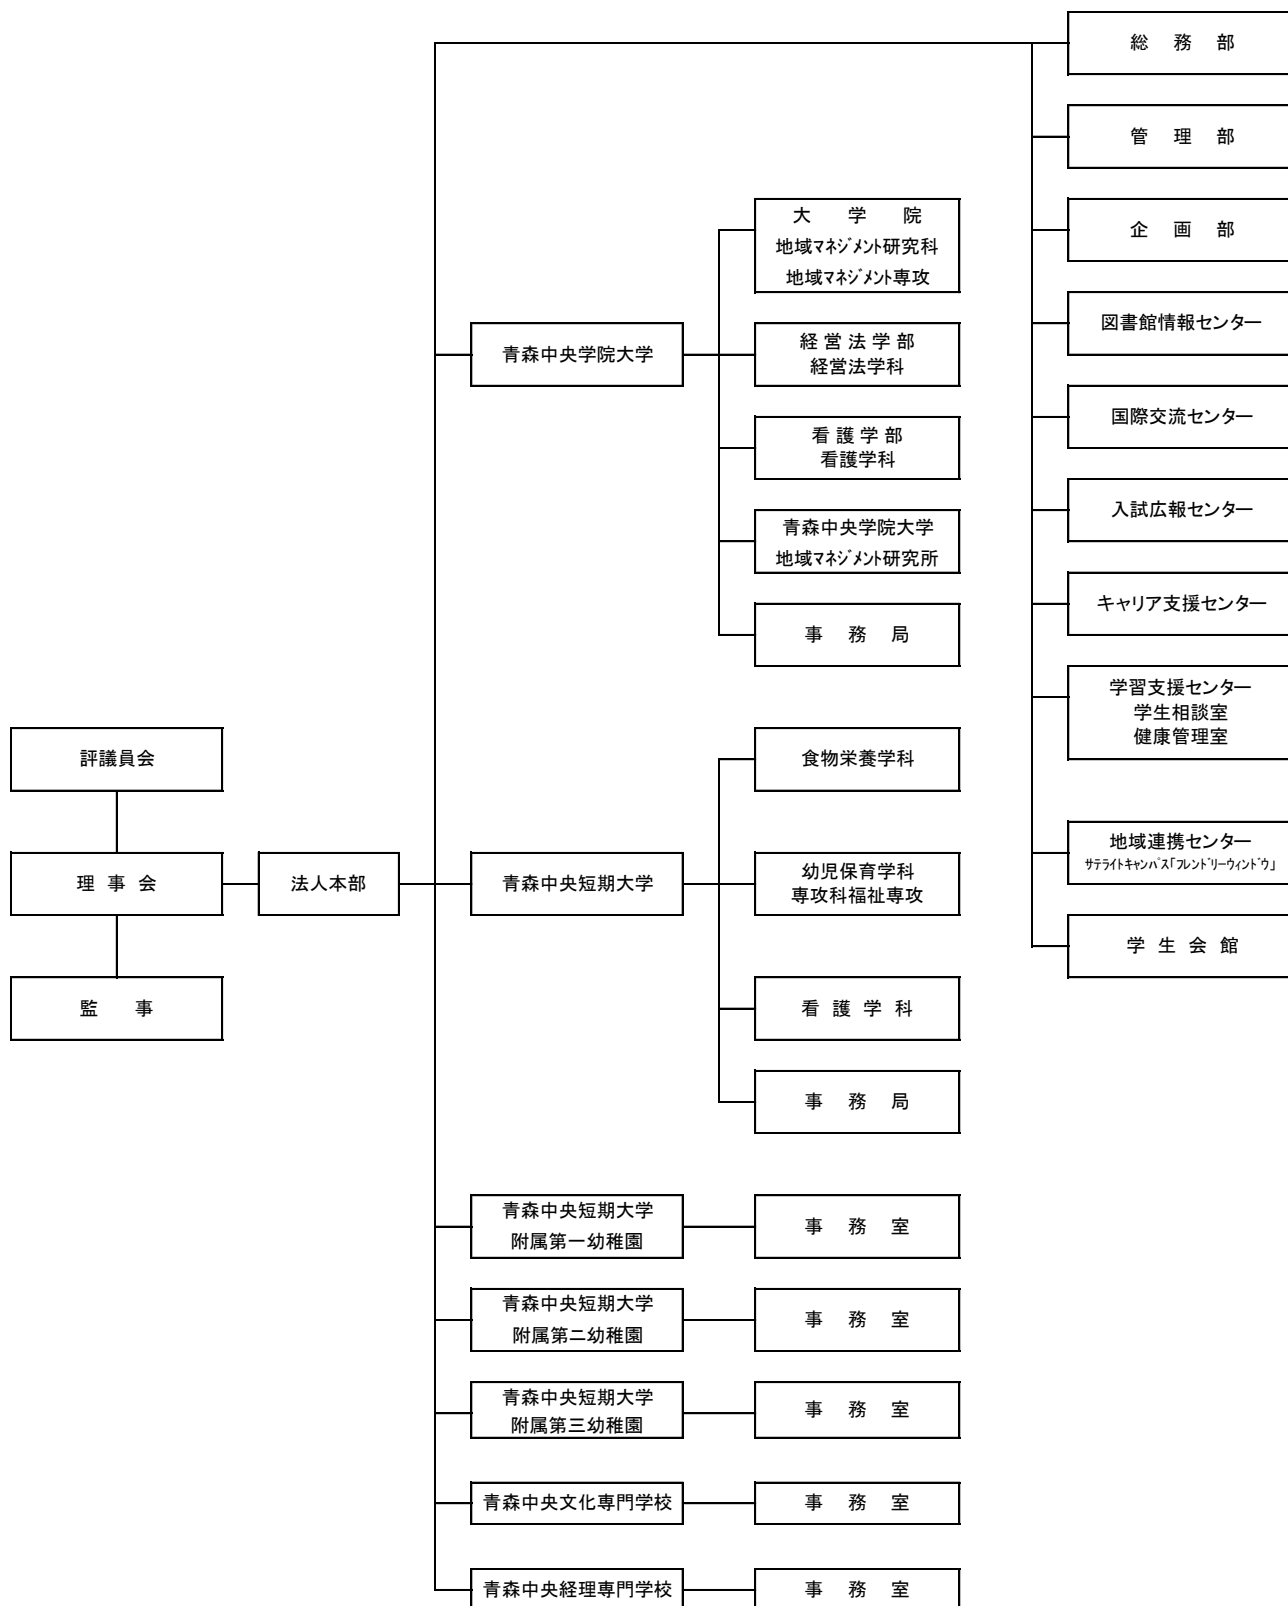 総務部
管理部
企画部
図書館情報センター
国際交流センター
入試広報センター
キャリア支援センター
学習支援センター
学生相談室
健康管理室
地域連携センター
ｻﾃﾗｲﾄｷｬﾝﾊﾟｽ｢ﾌﾚﾝﾄﾞﾘｰｳｨﾝﾄﾞｳ｣
学生会館
大学院
地域ﾏﾈｼﾞﾒﾝﾄ研究科
地域ﾏﾈｼﾞﾒﾝﾄ専攻
青森中央学院大学
経営法学部
経営法学科
看護学部
看護学科
青森中央学院大学
地域ﾏﾈｼﾞﾒﾝﾄ研究所
事務局
評議員会
理事会
監事
法人本部
青森中央短期大学
食物栄養学科
幼児保育学科
専攻科福祉専攻
看護学科
事務局
青森中央短期大学
附属第一幼稚園
事務室
青森中央短期大学
附属第二幼稚園
事務室
青森中央短期大学
附属第三幼稚園
事務室
青森中央文化専門学校
事務室
青森中央経理専門学校
事務室